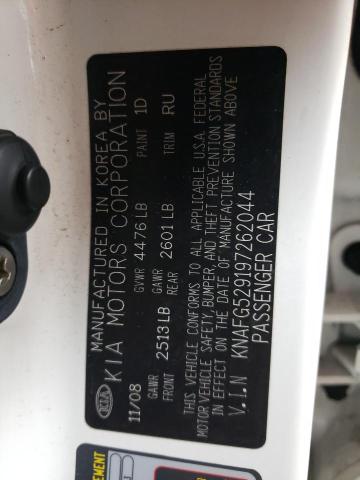 MANUFACTURED IN KOREA BY
KIA MOTORS CORPORATION
KIA
11/08
GVWR 4476 LB
PAINT 1D
GAWR FRONT 2513 LB
GAWR REAR 2601 LB
TRIM RU
THIS VEHICLE CONFORMS TO ALL APPLICABLE U.S.A. FEDERAL
MOTOR VEHICLE SAFETY, BUMPER, AND THEFT PREVENTION STANDARDS
IN EFFECT ON THE DATE OF MANUFACTURE SHOWN ABOVE
V.I.N KNAFG529197262044
PASSENGER CAR